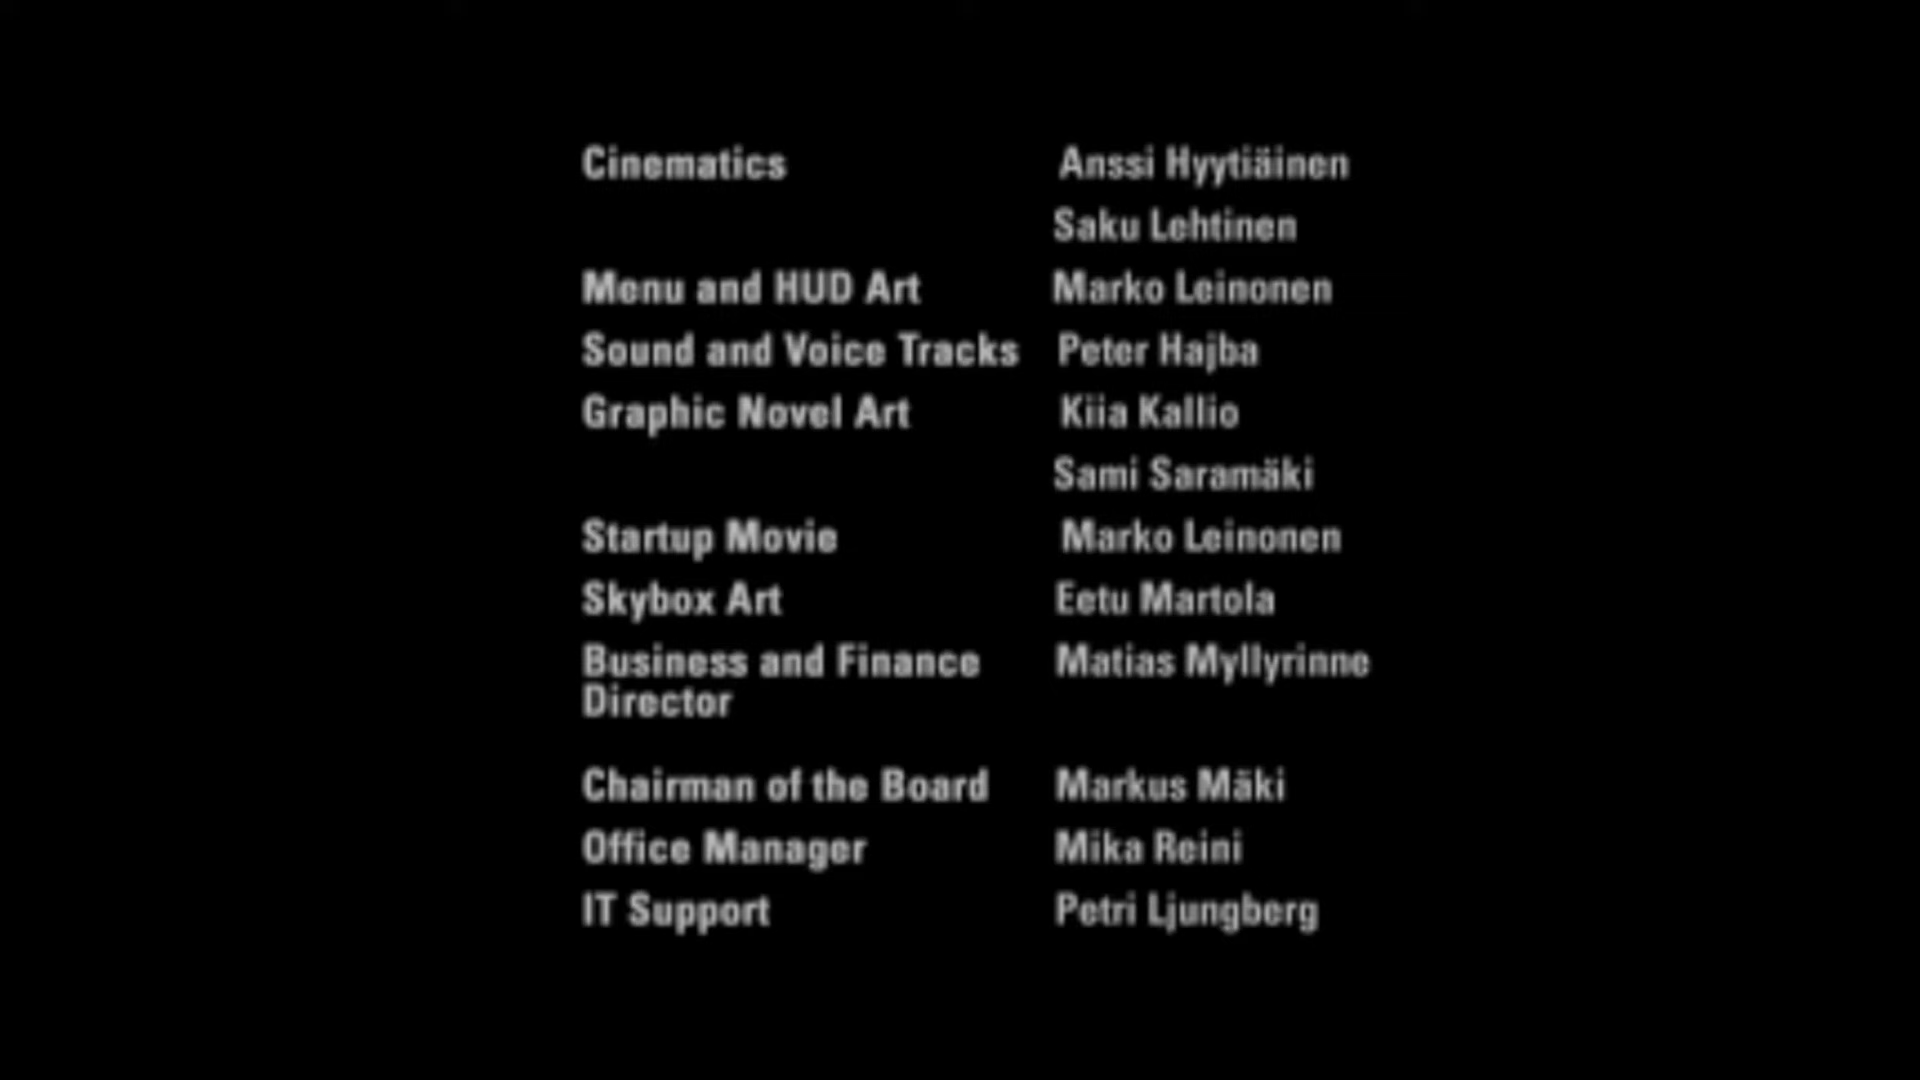 Cinematics Anssi Hyytiäinen
Saku Lehtinen
Menu and HUD Art Marko Leinonen
Sound and Voice Tracks Peter Hajba
Graphic Novel Art Kiia Kallio
Sami Saramäki
Startup Movie Marko Leinonen
Skybox Art Eetu Martola
Business and Finance Matias Myllyrinne
Director
Chairman of the Board Markus Mäki
Office Manager Mika Reini
IT Support Petri Ljungberg